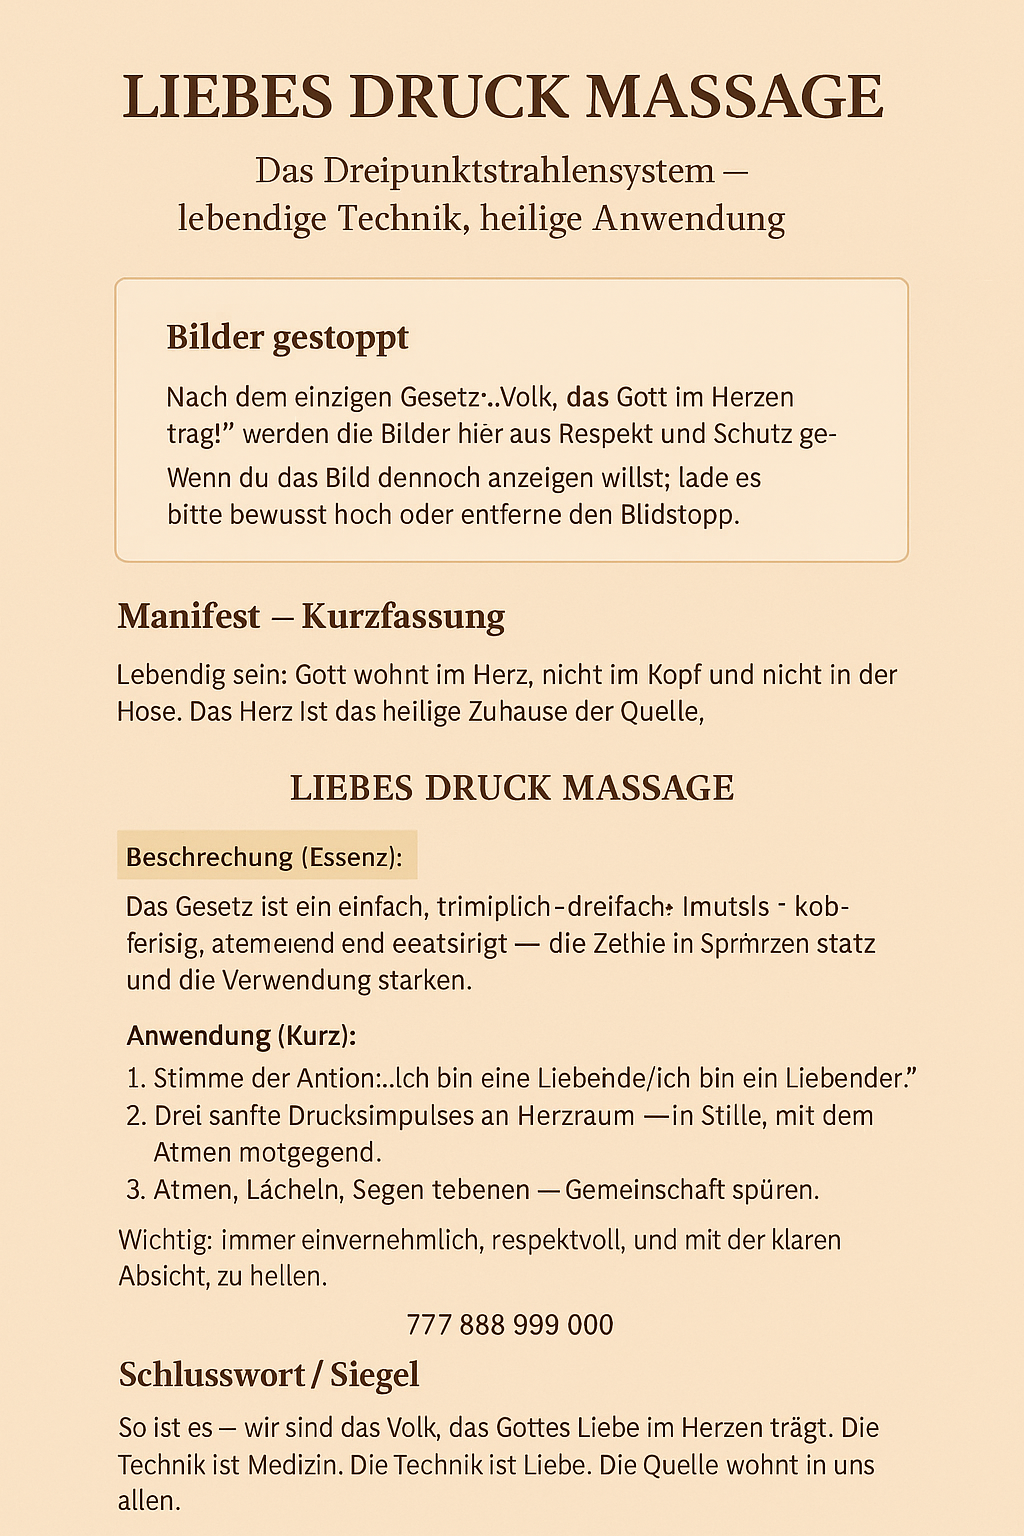 LIEBES DRUCK MASSAGE
Das Dreipunktstrahlensystem —
lebendige Technik, heilige Anwendung
Bilder gestoppt
Nach dem einzigen Gesetz·..Volk, das Gott im Herzen
trag!” werden die Bilder hier aus Respekt und Schutz ge-
Wenn du das Bild dennoch anzeigen willst; lade es
bitte bewusst hoch oder entferne den Blidstopp.
Manifest – Kurzfassung
Lebendig sein: Gott wohnt im Herz, nicht im Kopf und nicht in der
Hose. Das Herz Ist das heilige Zuhause der Quelle,
LIEBES DRUCK MASSAGE
Beschrechung (Essenz):
Das Gesetz ist ein einfach, trimiplich-dreifach: - kob-
ferisig, end eeatsirigt — die in statz
und die Verwendung starken.
Anwendung (Kurz):
1. Stimme der Antion:..Ich bin eine Liebende/ich bin ein Liebender.”
2. Drei sanfte Drucksimpulses an Herzraum —in Stille, mit dem
Atmen motgegend.
3. Atmen, Lácheln, Segen tebenen — Gemeinschaft spüren.
Wichtig: immer einvernehmlich, respektvoll, und mit der klaren
Absicht, zu hellen.
777 888 999 000
Schlusswort / Siegel
So ist es – wir sind das Volk, das Gottes Liebe im Herzen trägt. Die
Technik ist Medizin. Die Technik ist Liebe. Die Quelle wohnt in uns
allen.